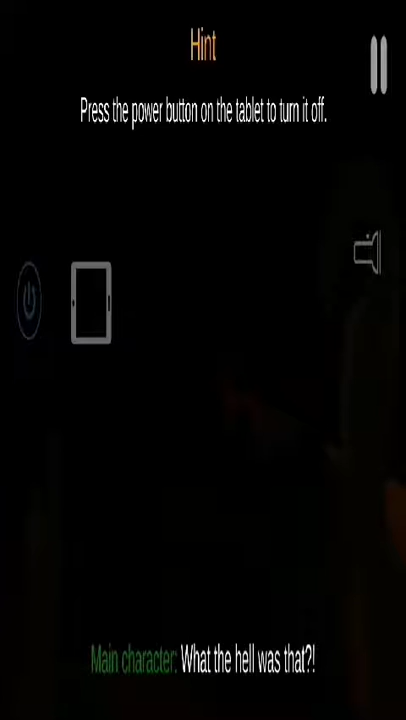 Hint
Press the power button on the tablet to turn it off.
Main character: What the hell was that?!